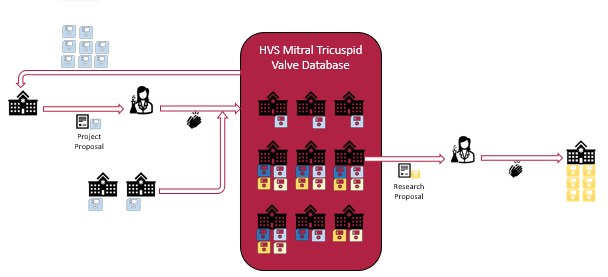 HVS Mitral Tricuspid
Valve Database
Project
Proposal
Research
Proposal